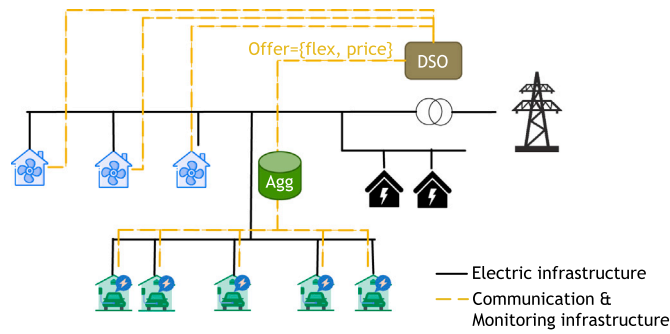 Offer={flex, price}
DSO
Agg
Electric infrastructure
Communication &
Monitoring infrastructure